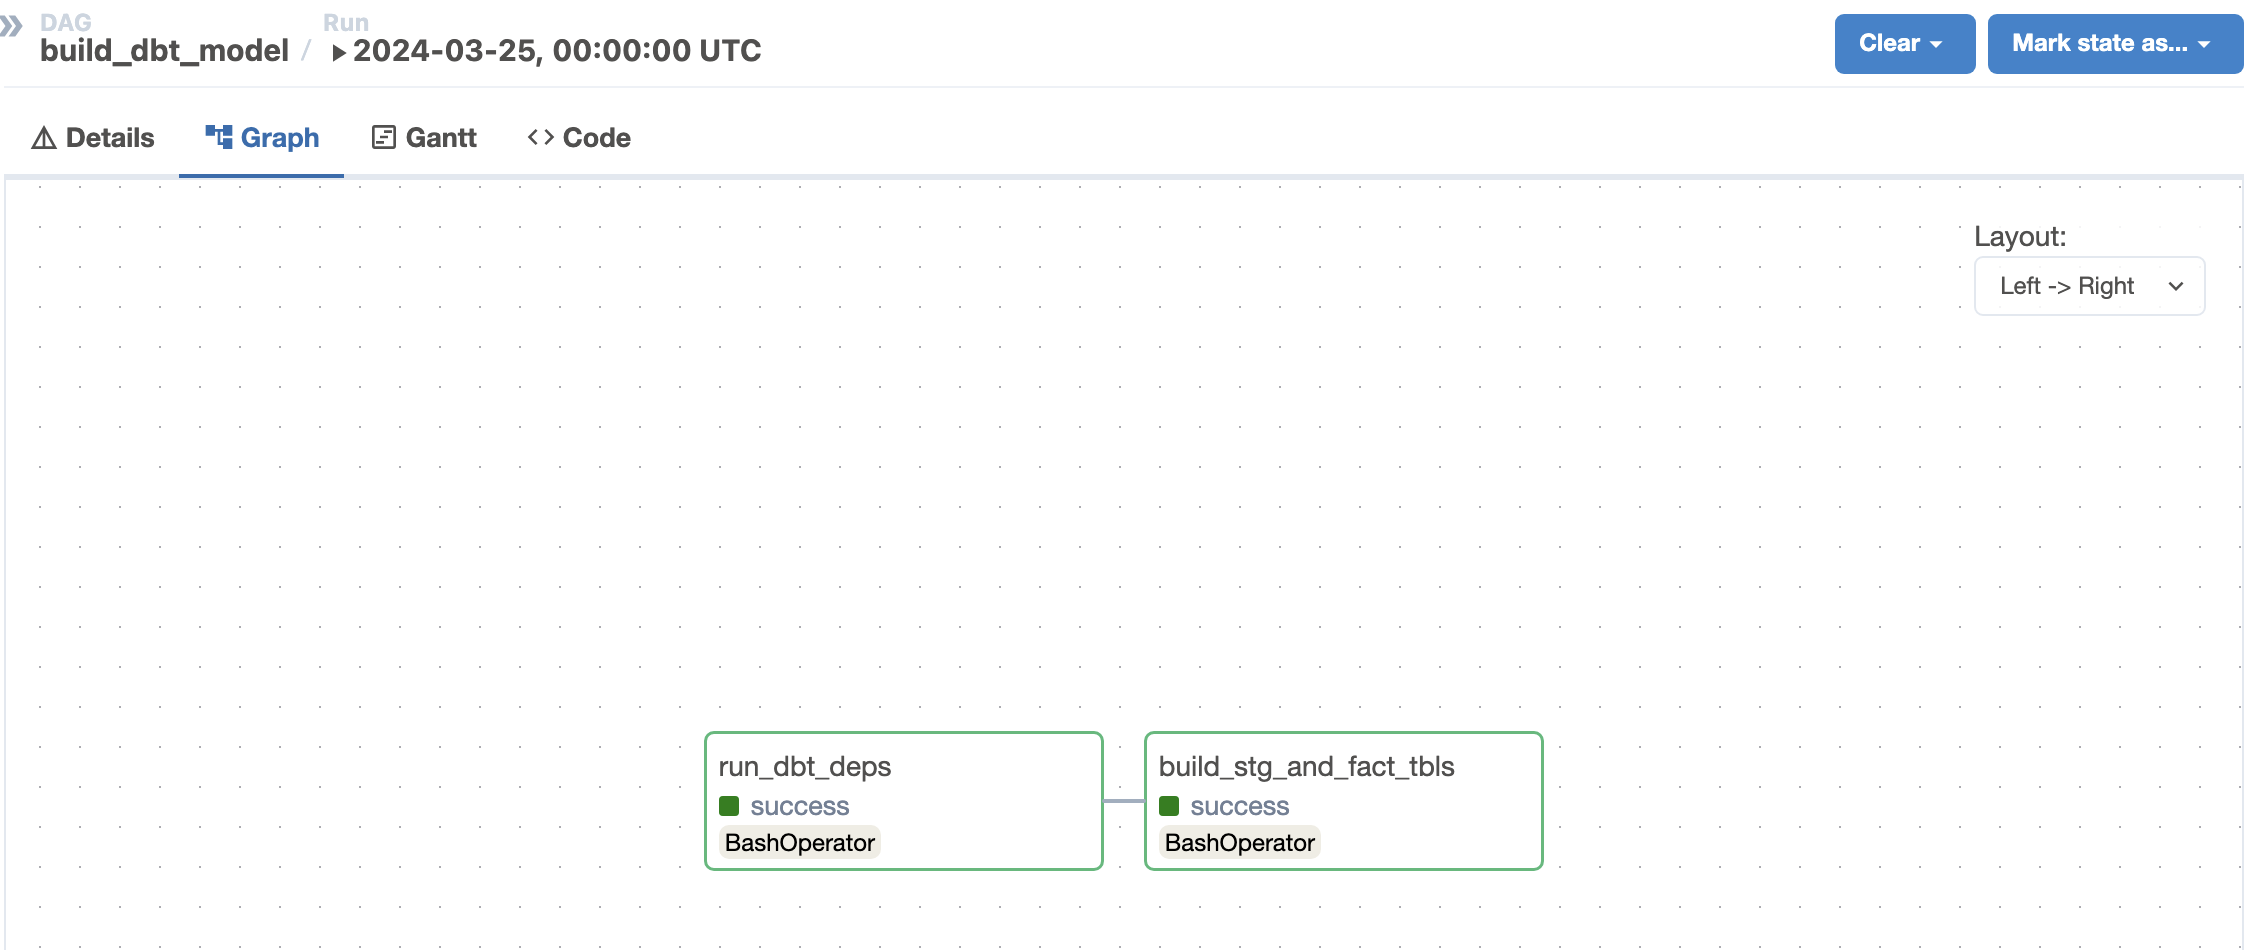 DAG
build_dbt_model
/
Run
2024-03-25, 00:00:00 UTC
Clear
Mark state as...
Details
Graph
Gantt
Code
Layout:
Left -> Right
run_dbt_deps
success
BashOperator
build_stg_and_fact_tbls
success
BashOperator